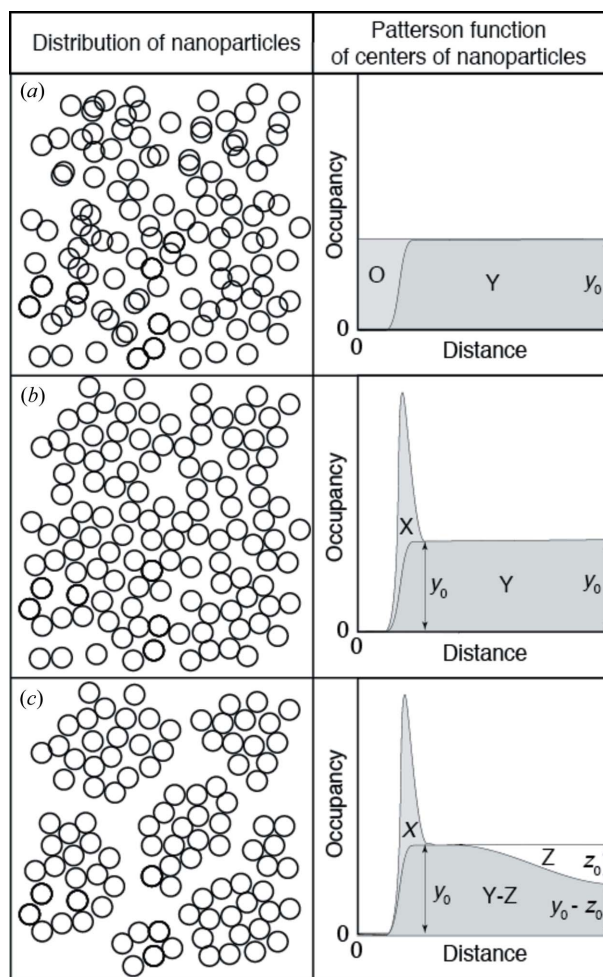 Distribution of nanoparticles
Patterson function
of centers of nanoparticles
(a)
Occupancy
O
Y
y0
0
0
Distance
(b)
Occupancy
X
y0
Y
y0
0
0
Distance
(c)
Occupancy
X
Z
z0
y0
Y-Z
y0 - z0
0
0
Distance